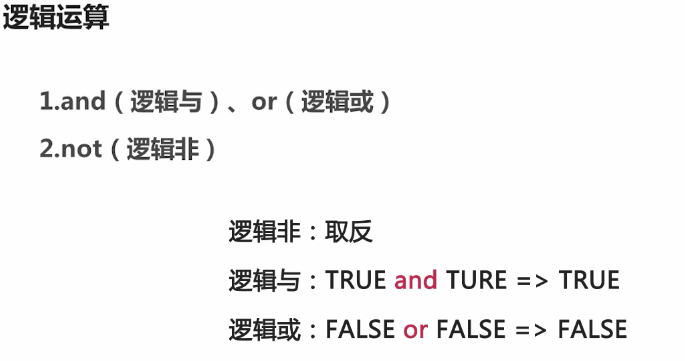 逻辑运算
1.and（逻辑与）、or（逻辑或）
2.not（逻辑非）
逻辑非：取反
逻辑与：TRUE and TURE => TRUE
逻辑或：FALSE or FALSE => FALSE